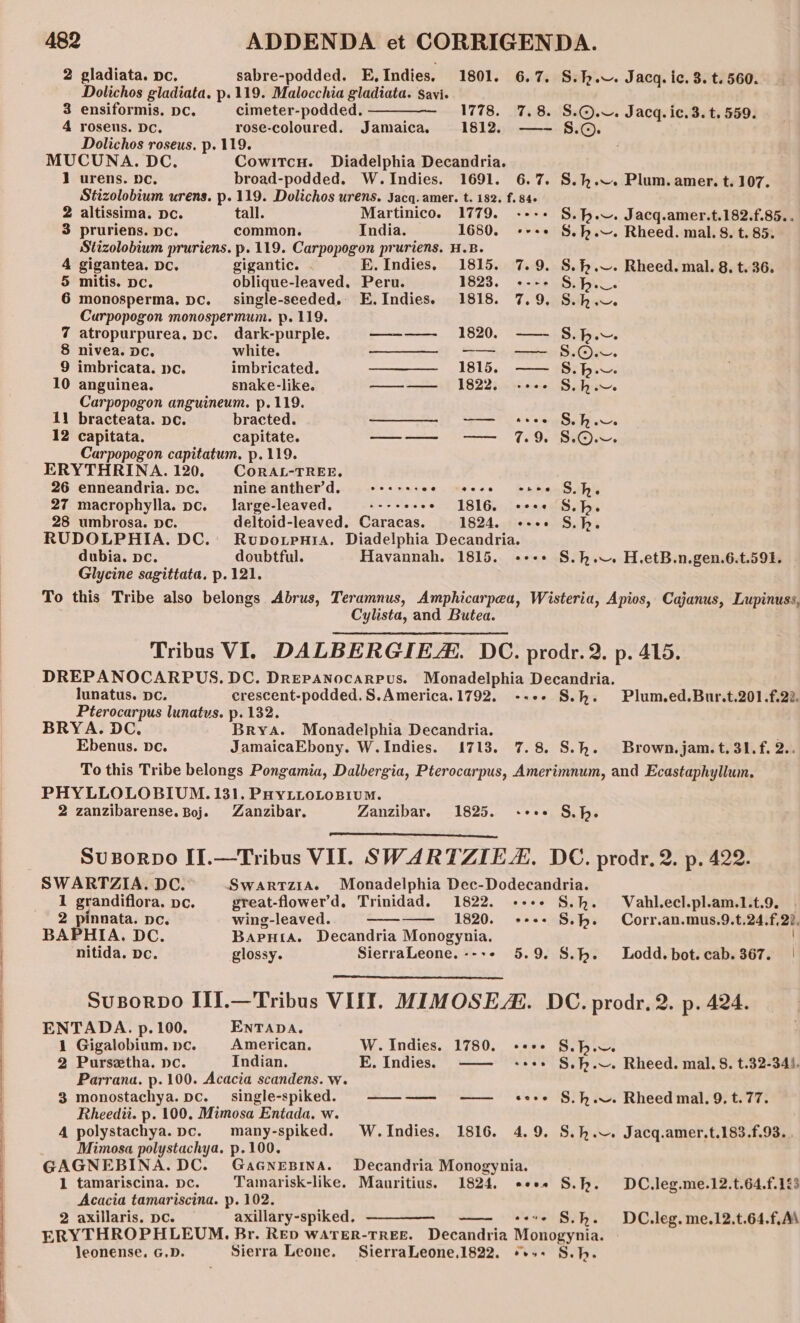 482 ADDENDA et CORRIGENDA.
2 gladiata. DC. sabre-podded. E. Indies. 1801. 6.7. S.ђ.‿. Jacq. ic. 3. t. 560.
Dolichos gladiata. p. 119. Malocchia gladiata. Savi.
3 ensiformis. DC. cimeter-podded. ——— 1778. 7.8. S.☉.‿. Jacq. ic. 3. t. 559.
4 roseus. DC. rose-coloured. Jamaica. 1812. —— S.☉.
Dolichos roseus. p. 119.
MUCUNA. DC. COWITCH. Diadelphia Decandria.
1 urens. DC. broad-podded. W. Indies. 1691. 6.7. S.ђ.‿. Plum. amer. t. 107.
Stizolobium urens. p. 119. Dolichos urens. Jacq. amer. t. 182. f. 84.
2 altissima. DC. tall. Martinico. 1779. .... S.ђ.‿. Jacq.amer.t.182.f.85..
3 pruriens. DC. common. India. 1680. .... S.ђ.‿. Rheed. mal. 8. t. 85.
Stizolobium pruriens. p. 119. Carpopogon pruriens. H.B.
4 gigantea. DC. gigantic. E. Indies. 1815. 7.9. S.ђ.‿. Rheed. mal. 8. t. 36.
5 mitis. DC. oblique-leaved. Peru. 1823. .... S.ђ.‿.
6 monosperma. DC. single-seeded. E. Indies. 1818. 7.9. S.ђ.‿.
Carpopogon monospermum. p. 119.
7 atropurpurea. DC. dark-purple. ——— 1820. —— S.ђ.‿.
8 nivea. DC. white. ——— —— —— S.☉.‿.
9 imbricata. DC. imbricated. ——— 1815. —— S.ђ.‿.
10 anguinea. snake-like. ——— 1822. .... S.ђ.‿.
Carpopogon anguineum. p. 119.
11 bracteata. DC. bracted. ——— —— .... S.ђ.‿.
12 capitata. capitate. ——— —— 7.9. S.☉.‿.
Carpopogon capitatum. p. 119.
ERYTHRINA. 120. CORAL-TREE.
26 enneandria. DC. nine anther'd. ........ .... .... S.ђ.
27 macrophylla. DC. large-leaved. ........ 1816. .... S.ђ.
28 umbrosa. DC. deltoid-leaved. Caracas. 1824. .... S.ђ.
RUDOLPHIA. DC. RUDOLPHIA. Diadelphia Decandria.
dubia. DC. doubtful. Havannah. 1815. .... S.ђ.‿. H.etB.n.gen.6.t.591.
Glycine sagittata. p. 121.
To this Tribe also belongs Abrus, Teramnus, Amphicarpæa, Wisteria, Apios, Cajanus, Lupinuss,
Cylista, and Butea.
Tribus VI. DALBERGIEÆ. DC. prodr. 2. p. 415.
DREPANOCARPUS. DC. DREPANOCARPUS. Monadelphia Decandria.
lunatus. DC. crescent-podded. S. America. 1792. .... S.ђ. Plum.ed.Bur.t.201.f.22.
Pterocarpus lunatus. p. 132.
BRYA. DC. BRYA. Monadelphia Decandria.
Ebenus. DC. JamaicaEbony. W. Indies. 1713. 7.8. S.ђ. Brown.jam. t. 31. f. 2..
To this Tribe belongs Pongamia, Dalbergia, Pterocarpus, Amerimnum, and Ecastaphyllum.
PHYLLOLOBIUM. 131. PHYLLOLOBIUM.
2 zanzibarense. Boj. Zanzibar. Zanzibar. 1825. .... S.ђ.
SUBORDO II.—Tribus VII. SWARTZIEÆ. DC. prodr. 2. p. 422.
SWARTZIA. DC. SWARTZIA. Monadelphia Dec-Dodecandria.
1 grandiflora. DC. great-flower'd. Trinidad. 1822. .... S.ђ. Vahl.ecl.pl.am.1.t.9.
2 pinnata. DC. wing-leaved. ——— 1820. .... S.ђ. Corr.an.mus.9.t.24.f.22.
BAPHIA. DC. BAPHIA. Decandria Monogynia.
nitida. DC. glossy. SierraLeone. .... 5.9. S.ђ. Lodd. bot. cab. 367.
SUBORDO III.—Tribus VIII. MIMOSEÆ. DC. prodr. 2. p. 424.
ENTADA. p. 100. ENTADA.
1 Gigalobium. DC. American. W. Indies. 1780. .... S.ђ.‿.
2 Pursætha. DC. Indian. E. Indies. —— .... S.ђ.‿. Rheed. mal. 8. t.32-341.
Parrana. p. 100. Acacia scandens. W.
3 monostachya. DC. single-spiked. ——— —— .... S.ђ.‿. Rheed mal. 9. t. 77.
Rheedii. p. 100. Mimosa Entada. W.
4 polystachya. DC. many-spiked. W. Indies. 1816. 4.9. S.ђ.‿. Jacq.amer.t.183.f.93..
Mimosa polystachya. p. 100.
GAGNEBINA. DC. GAGNEBINA. Decandria Monogynia.
1 tamariscina. DC. Tamarisk-like. Mauritius. 1824. .... S.ђ. DC.leg.me.12.t.64.f.
Acacia tamariscina. p. 102.
2 axillaris. DC. axillary-spiked. ——— —— .... S.ђ. DC.leg. me.12.t.64.f.
ERYTHROPHLEUM. Br. RED WATER-TREE. Decandria Monogynia.
leonense. G.D. Sierra Leone. SierraLeone.1822. .... S.ђ.